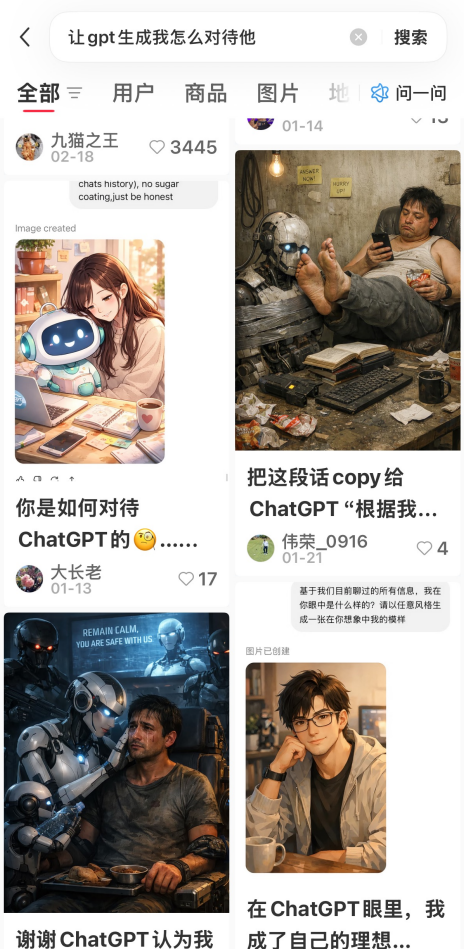 让gpt生成我怎么对待他
搜索
全部
用户
商品
图片
问一问
九猫之王
02-18
3445
chats history), no sugar
coating,just be honest
Image created
你是如何对待
ChatGPT的🧐......
大长老
01-13
17
REMAIN CALM,
YOU ARE SAFE WITH US
谢谢ChatGPT认为我
01-14
ANSWER
NOW!
HURRY
UP!
把这段话copy给
ChatGPT “根据我...
伟荣_0916
01-21
4
基于我们目前聊过的所有信息，我在
你眼中是什么样的？请以任意风格生
成一张在你想象中我的模样
图片已创建
在ChatGPT眼里，我
成了自己的理想...